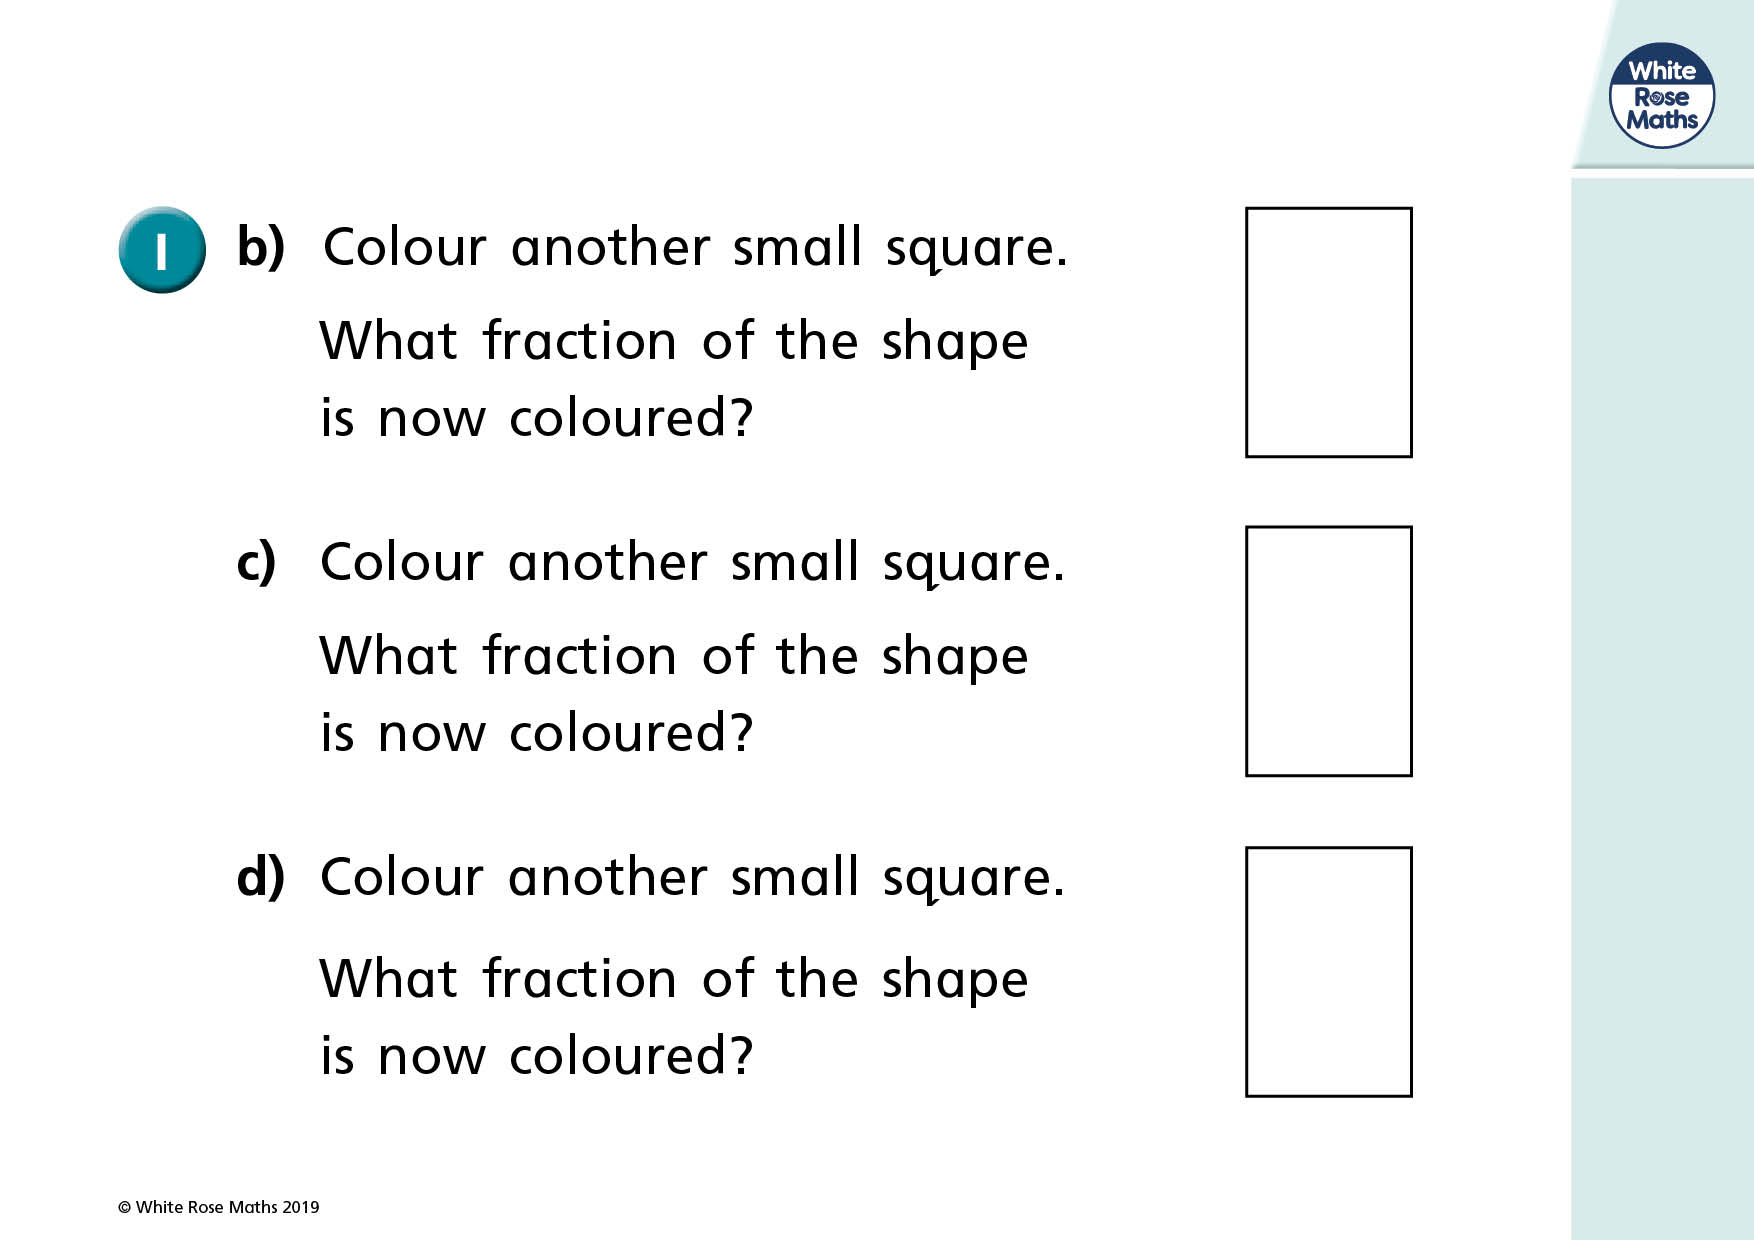 White
Rose
Maths
1 b) Colour another small square.
What fraction of the shape
is now coloured?
c) Colour another small square.
What fraction of the shape
is now coloured?
d) Colour another small square.
What fraction of the shape
is now coloured?
© White Rose Maths 2019